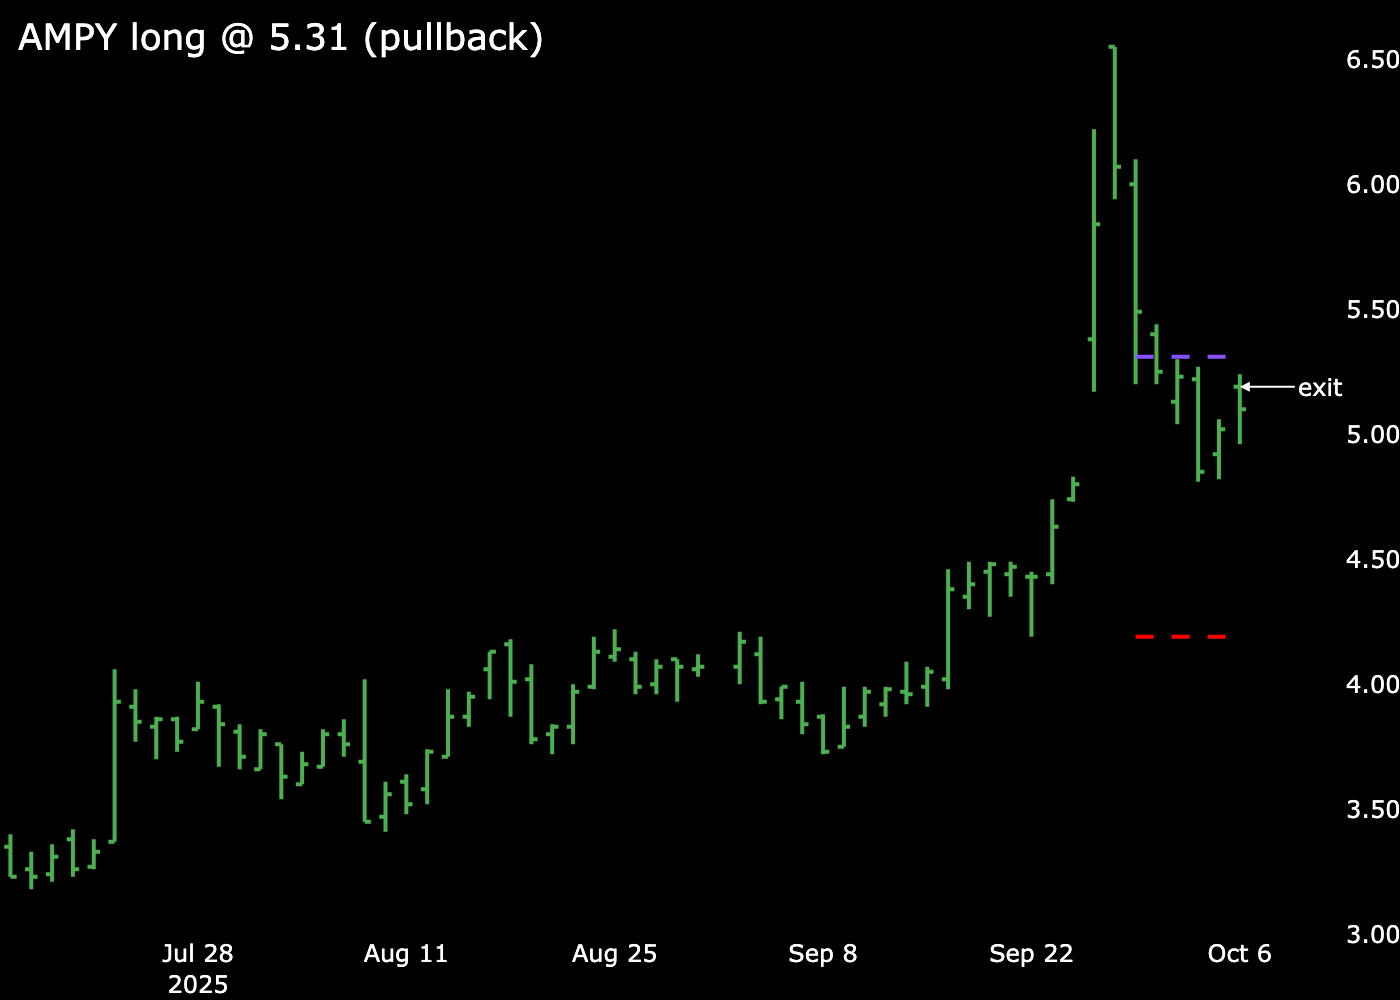 AMPY long @ 5.31 (pullback)
6.50
6.00
5.50
exit
5.00
4.50
4.00
3.50
3.00
Jul 28
2025
Aug 11
Aug 25
Sep 8
Sep 22
Oct 6